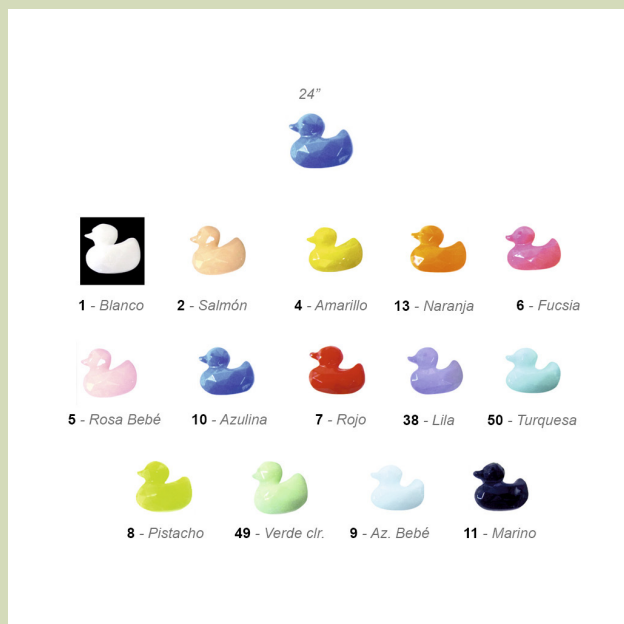 24”
1 - Blanco 2 - Salmón 4 - Amarillo 13 - Naranja 6 - Fucsia
5 - Rosa Bebé 10 - Azulina 7 - Rojo 38 - Lila 50 - Turquesa
8 - Pistacho 49 - Verde clr. 9 - Az. Bebé 11 - Marino